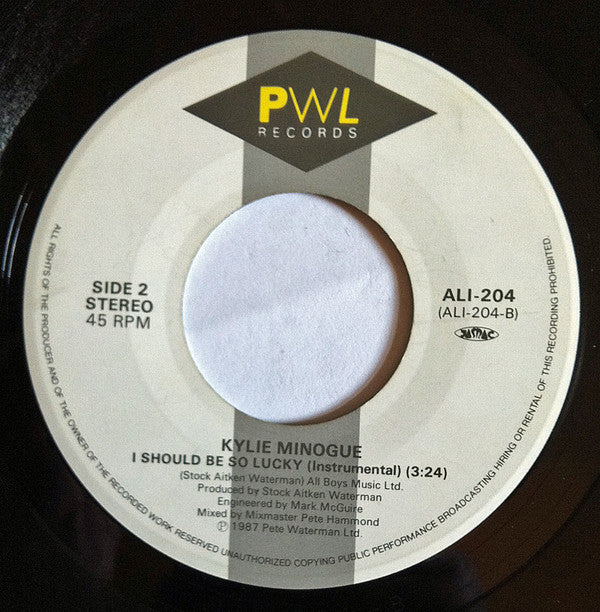 PWL
RECORDS
SIDE 2
STEREO
45 RPM
ALI-204
(ALI-204-B)
JASRAC
KYLIE MINOGUE
I SHOULD BE SO LUCKY (Instrumental) (3:24)
(Stock Aitken Waterman) All Boys Music Ltd.
Produced by Stock Aitken Waterman
Engineered by Mark McGuire
Mixed by Mixmaster Pete Hammond
℗ 1987 Pete Waterman Ltd.
ALL RIGHTS OF THE PRODUCER AND OF THE OWNER OF THE RECORDED WORK RESERVED UNAUTHORIZED COPYING PUBLIC PERFORMANCE BROADCASTING HIRING OR RENTAL OF THIS RECORDING PROHIBITED.